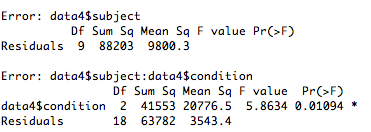 Error: data4$subject
Df Sum Sq Mean Sq F value Pr(>F)
Residuals 9 88203 9800.3
Error: data4$subject:data4$condition
Df Sum Sq Mean Sq F value Pr(>F)
data4$condition 2 41553 20776.5 5.8634 0.01094 *
Residuals 18 63782 3543.4